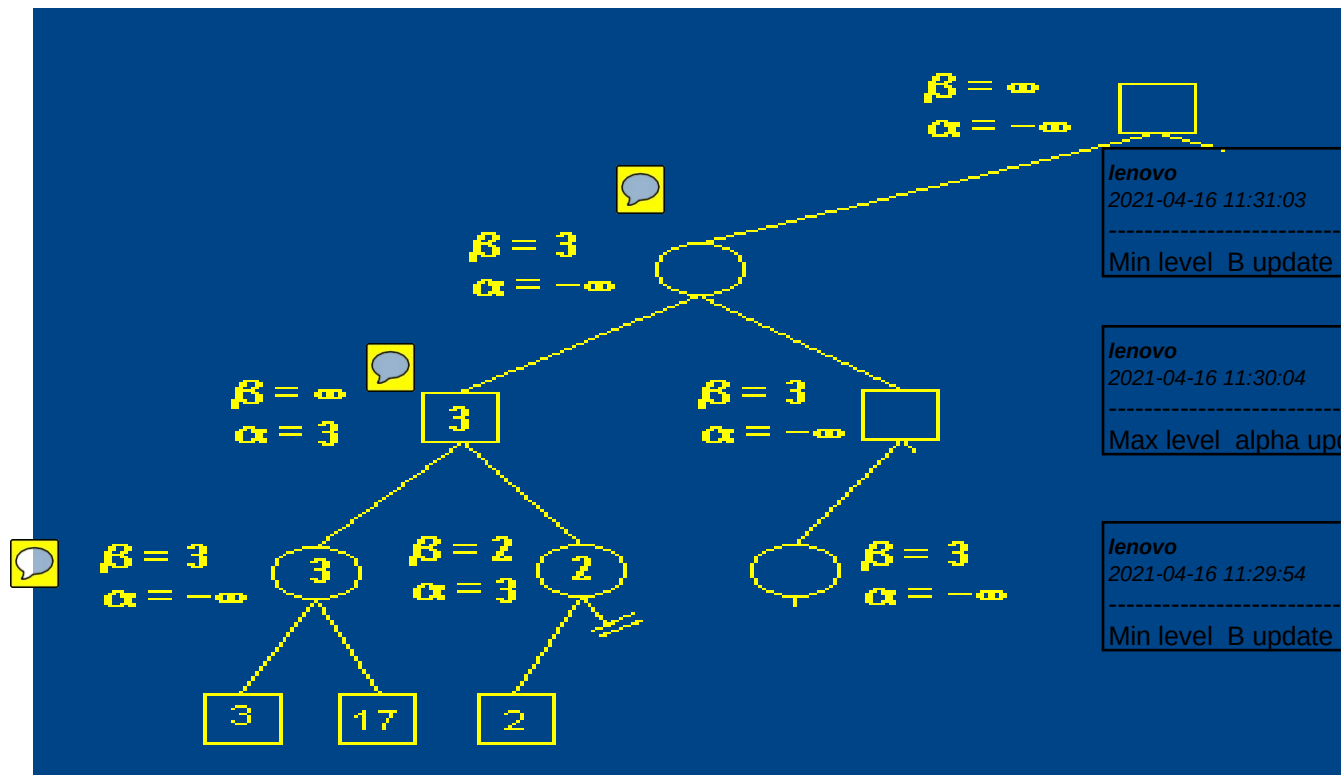 β = ∞
α = −∞
lenovo
2021-04-16 11:31:03
Min level B update
β = 3
α = −∞
lenovo
2021-04-16 11:30:04
Max level alpha upd
β = ∞
α = 3
3
β = 3
α = −∞
lenovo
2021-04-16 11:29:54
Min level B update
β = 3
α = −∞
3
β = 2
α = 3
2
β = 3
α = −∞
3
17
2